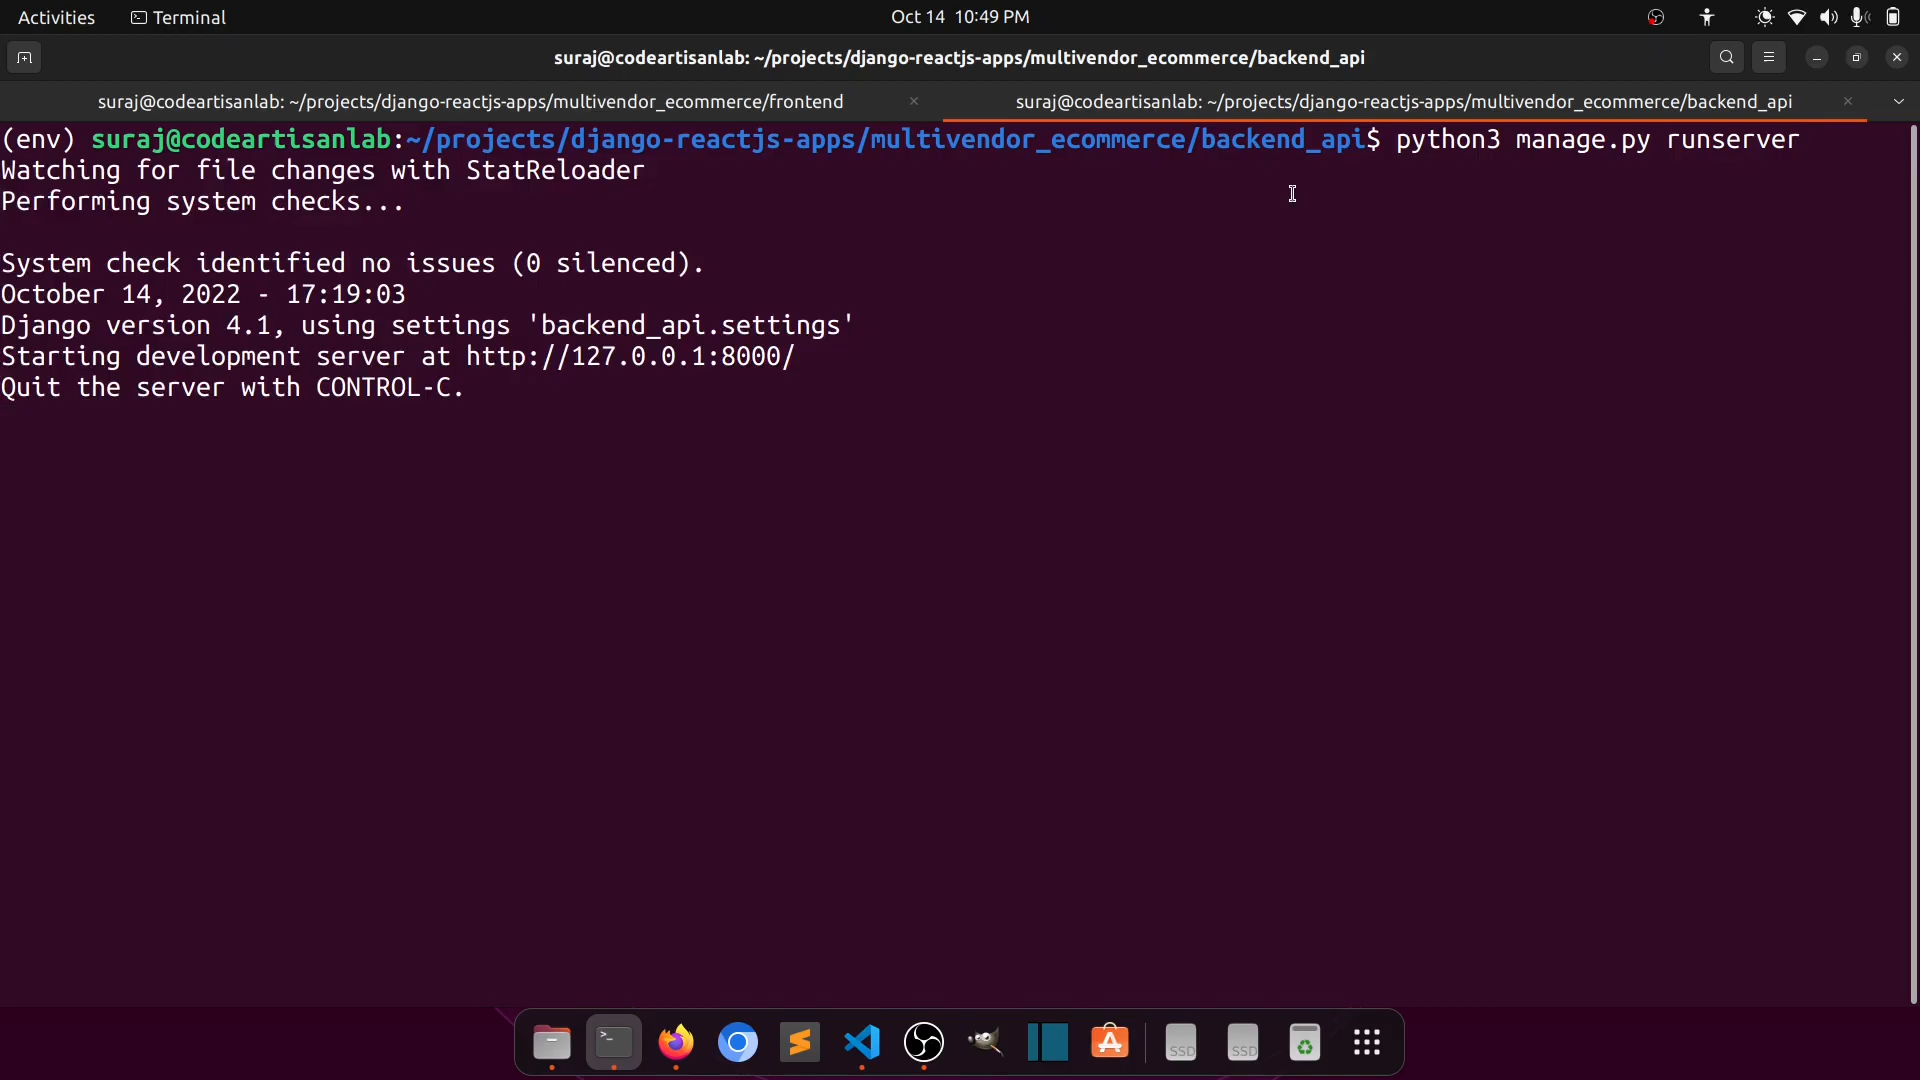 Activities Terminal Oct 14 10:49 PM
suraj@codeartisanlab: ~/projects/django-reactjs-apps/multivendor_ecommerce/backend_api
suraj@codeartisanlab: ~/projects/django-reactjs-apps/multivendor_ecommerce/frontend suraj@codeartisanlab: ~/projects/django-reactjs-apps/multivendor_ecommerce/backend_api
(env) suraj@codeartisanlab:~/projects/django-reactjs-apps/multivendor_ecommerce/backend_api$ python3 manage.py runserver
Watching for file changes with StatReloader
Performing system checks...
System check identified no issues (0 silenced).
October 14, 2022 - 17:19:03
Django version 4.1, using settings 'backend_api.settings'
Starting development server at http://127.0.0.1:8000/
Quit the server with CONTROL-C.
SSD SSD